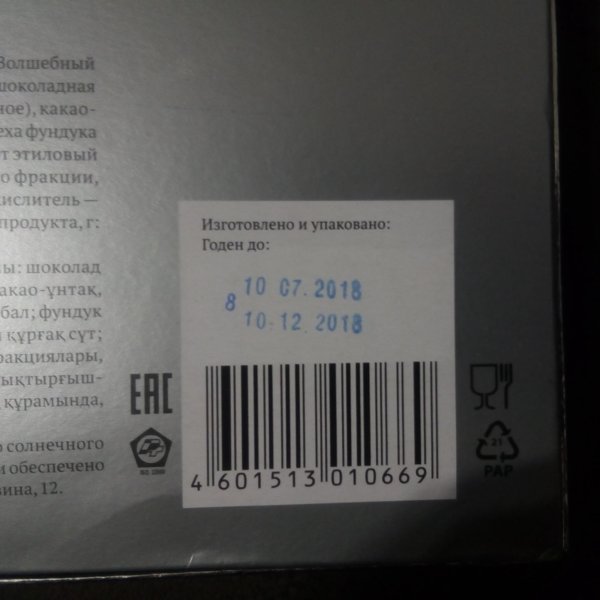 Волшебный
шоколадная
ное), какао-
еха фундука
т этиловый
о фракции,
кислитель —
продукта, г:
ы: шоколад
акао-ұнтақ,
бал; фундук
құрғақ сүт;
ракциялары,
ықтырғыш-
құрамында,
о солнечного
и обеспечено
вина, 12.
Изготовлено и упаковано:
Годен до:
8 10 07.2018
10-12 2018
4 601513 010669
EAC
21
PAP